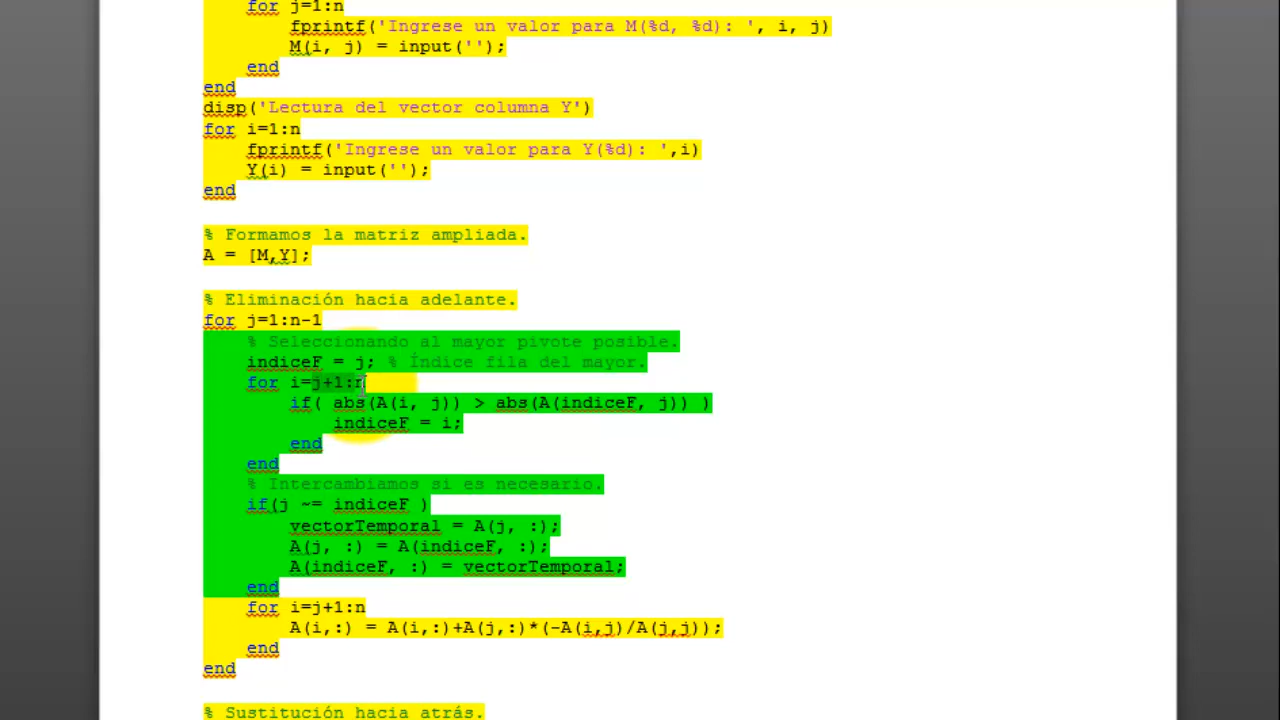 for j=1:n
fprintf('Ingrese un valor para M(%d, %d): ', i, j)
M(i, j) = input('');
end
end
disp('Lectura del vector columna Y')
for i=1:n
fprintf('Ingrese un valor para Y(%d): ',i)
Y(i) = input('');
end
% Formamos la matriz ampliada.
A = [M,Y];
% Eliminación hacia adelante.
for j=1:n-1
% Seleccionando al mayor pivote posible.
indiceF = j; % Índice fila del mayor.
for i=j+1:n
if( abs(A(i, j)) > abs(A(indiceF, j)) )
indiceF = i;
end
end
% Intercambiamos si es necesario.
if(j ~= indiceF )
vectorTemporal = A(j, :);
A(j, :) = A(indiceF, :);
A(indiceF, :) = vectorTemporal;
end
for i=j+1:n
A(i,:) = A(i,:)+A(j,:)*(-A(i,j)/A(j,j));
end
end
% Sustitución hacia atrás.